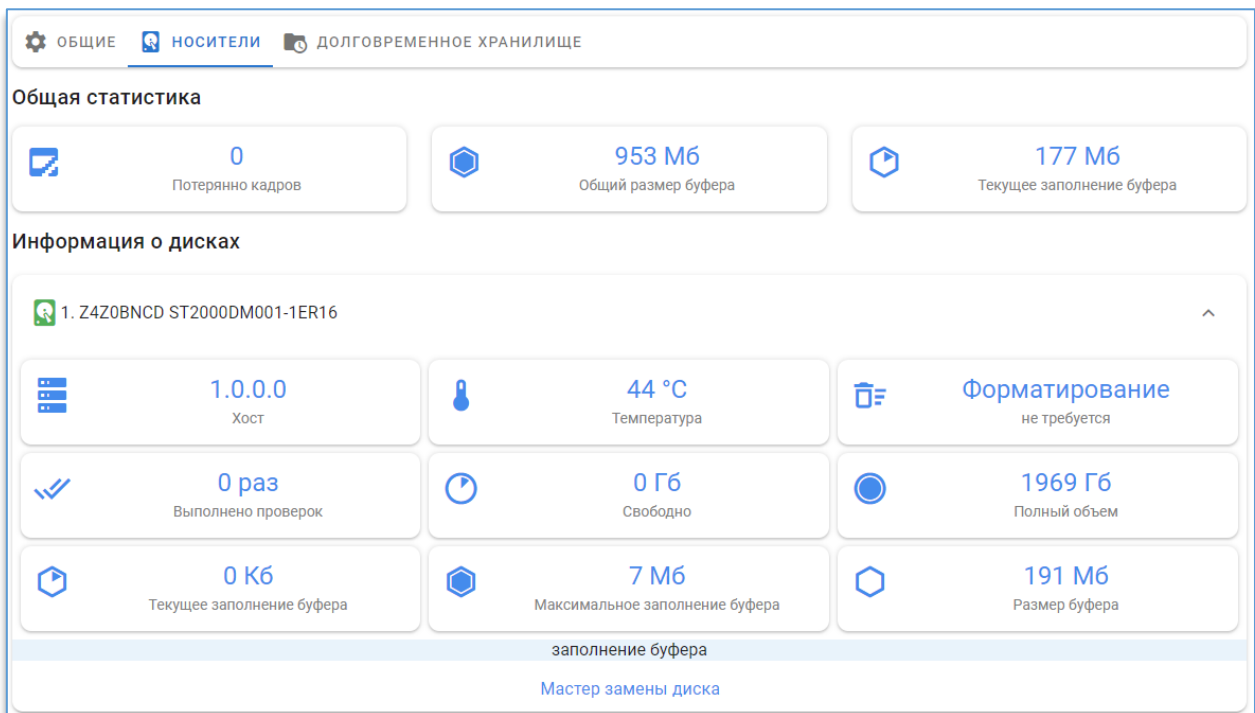 ОБЩИЕ НОСИТЕЛИ ДОЛГОВРЕМЕННОЕ ХРАНИЛИЩЕ
Общая статистика
0 953 Мб 177 Мб
Потерянно кадров Общий размер буфера Текущее заполнение буфера
Информация о дисках
1. Z4Z0BNCD ST2000DM001-1ER16
1.0.0.0 44 °C Форматирование
Хост Температура не требуется
0 раз 0 Гб 1969 Гб
Выполнено проверок Свободно Полный объем
0 Кб 7 Мб 191 Мб
Текущее заполнение буфера Максимальное заполнение буфера Размер буфера
заполнение буфера
Мастер замены диска